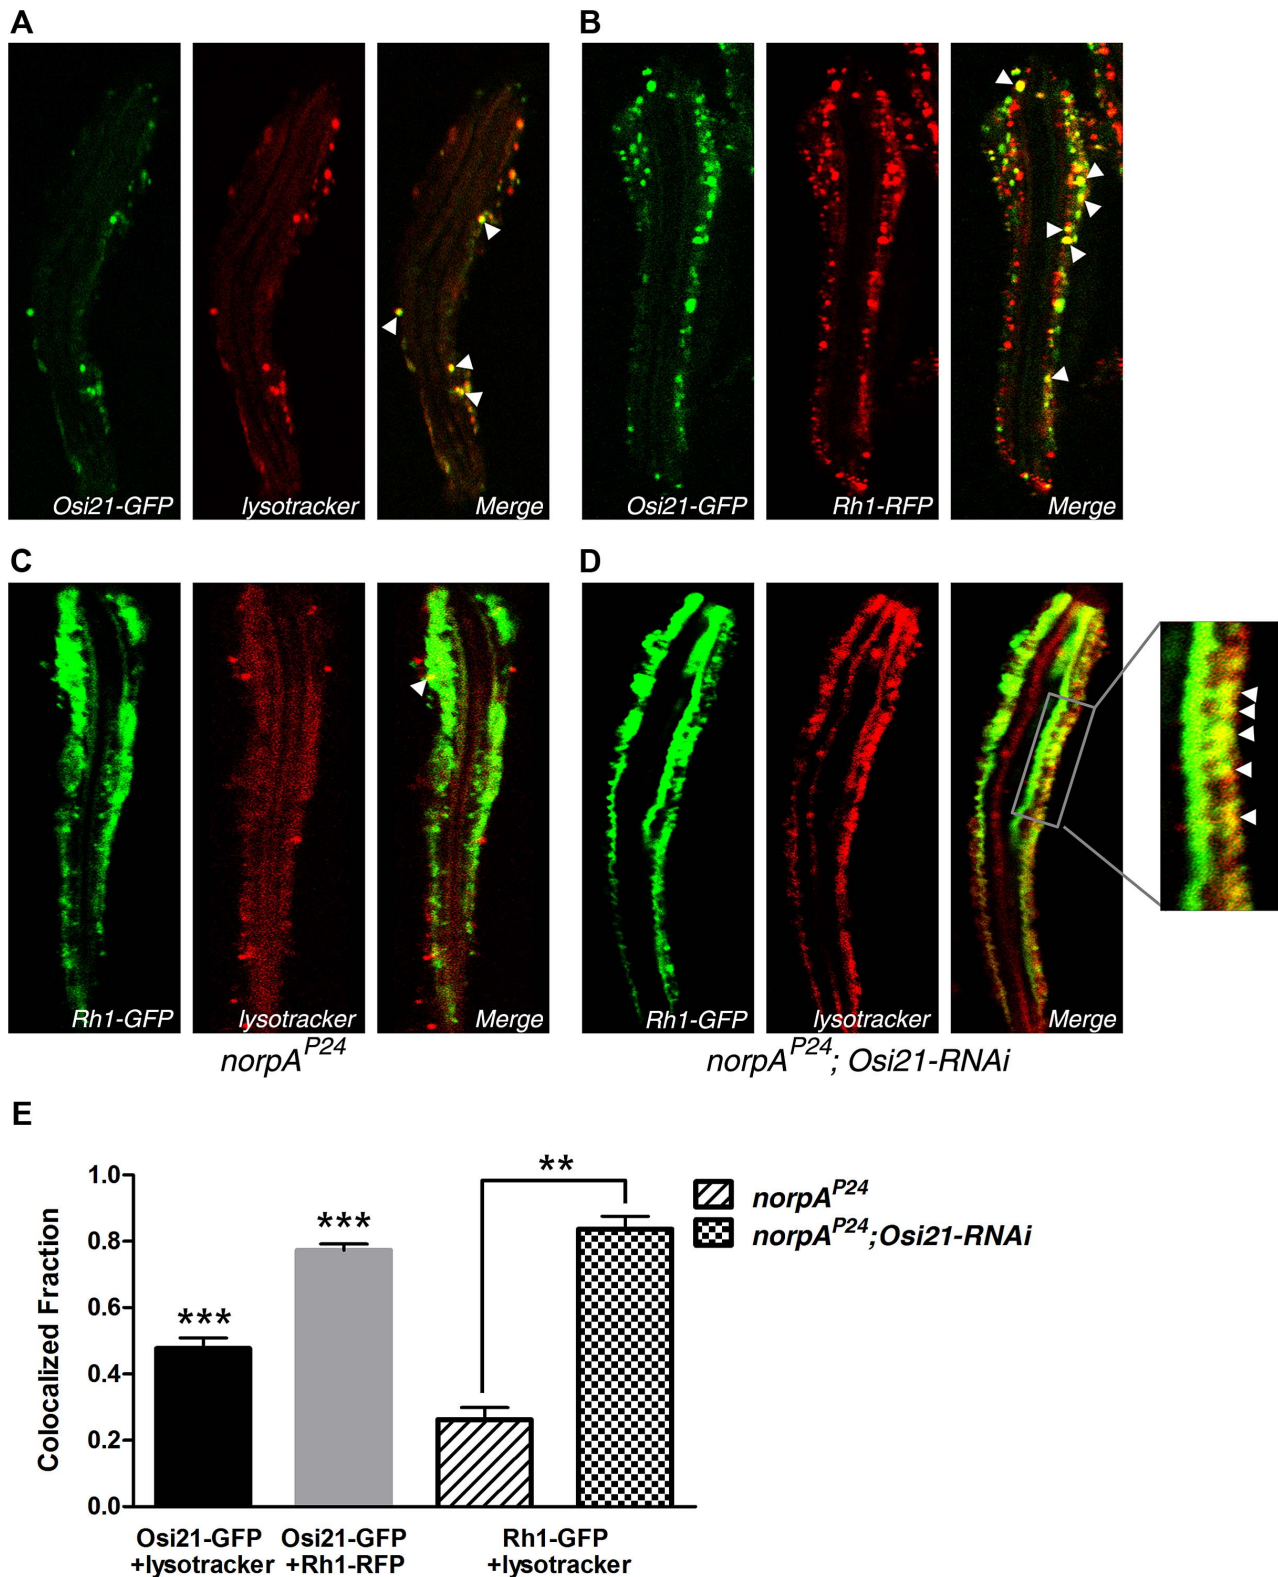 A
B
Osi21-GFP
lysotracker
Merge
Osi21-GFP
Rh1-RFP
Merge
C
D
Rh1-GFP
lysotracker
Merge
Rh1-GFP
lysotracker
Merge
norpA^P24
norpA^P24; Osi21-RNAi
E
Colocalized Fraction
1.0
0.8
0.6
0.4
0.2
0.0
***
***
**
norpA^P24
norpA^P24;Osi21-RNAi
Osi21-GFP
+lysotracker
Osi21-GFP
+Rh1-RFP
Rh1-GFP
+lysotracker